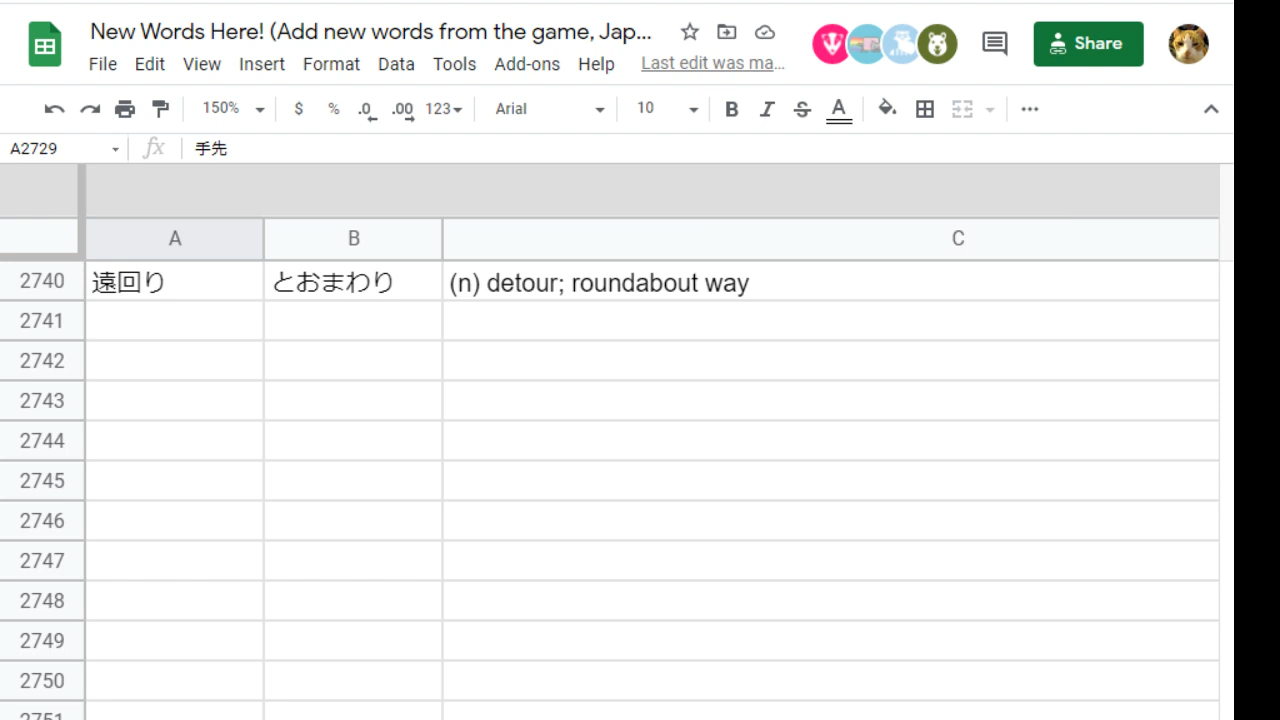 New Words Here! (Add new words from the game, Jap...
File Edit View Insert Format Data Tools Add-ons Help Last edit was ma...
Share
150% $ % .0 .00 123 Arial 10 B I S A ...
A2729 fx 手先
A B C
2740 遠回り とおまわり (n) detour; roundabout way
2741
2742
2743
2744
2745
2746
2747
2748
2749
2750
2751